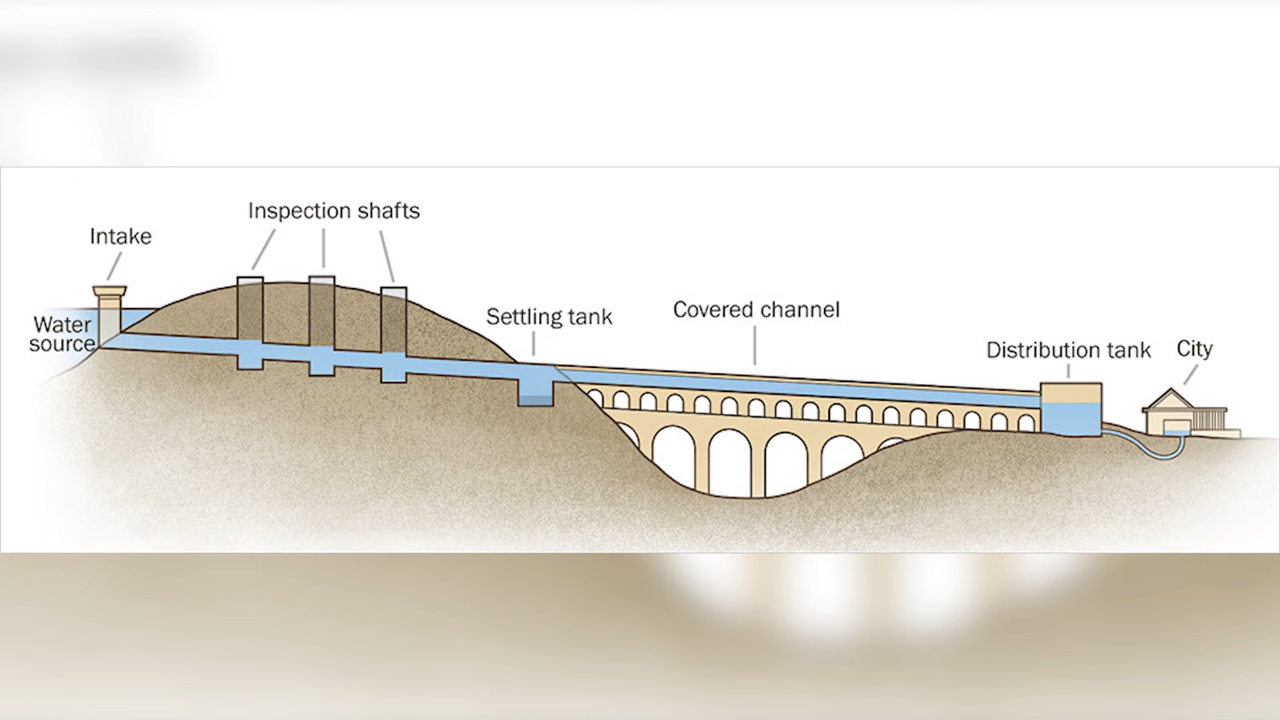 Inspection shafts
Intake
Water
source
Settling tank
Covered channel
Distribution tank
City